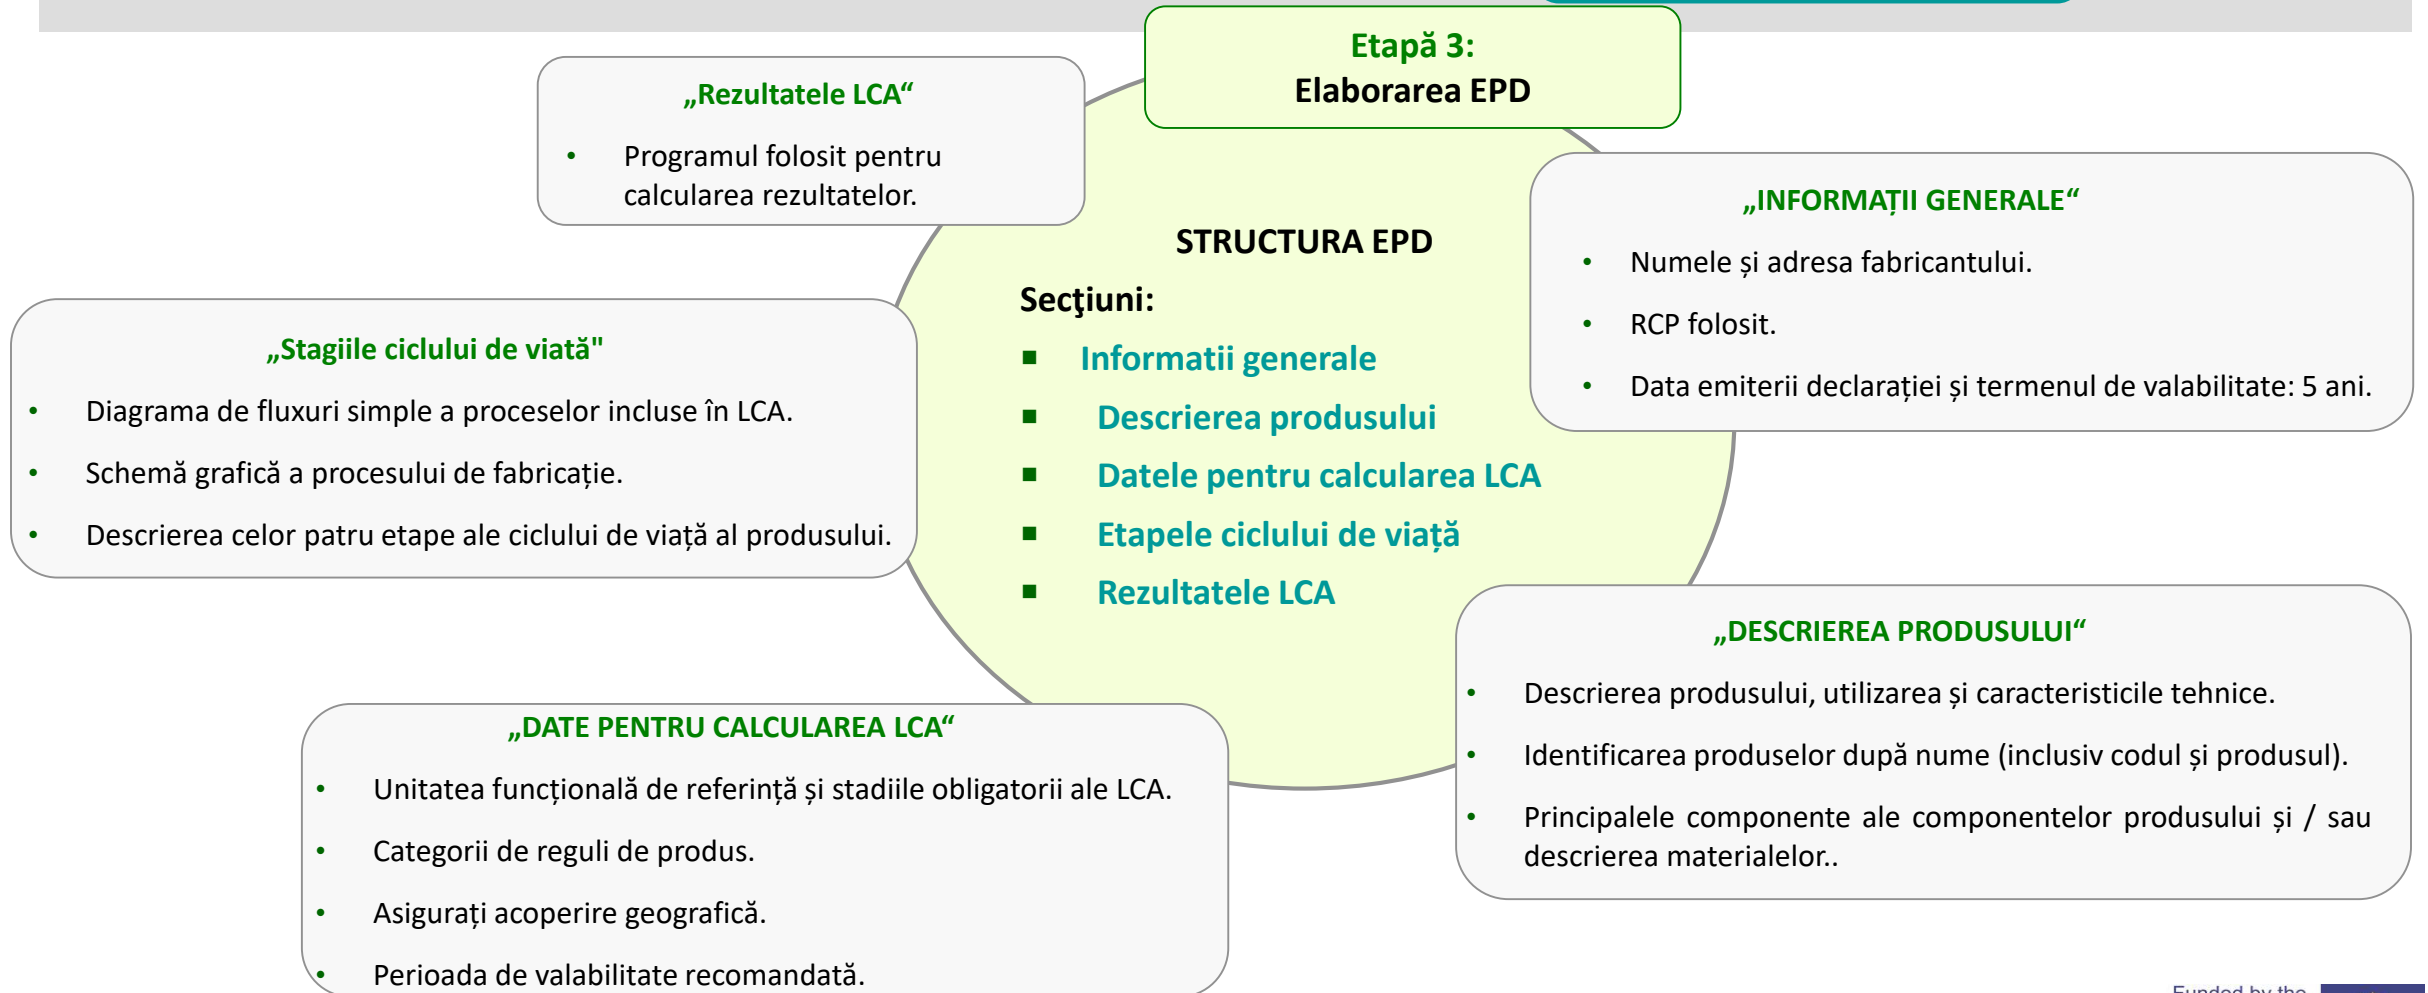 Etapă 3:
Elaborarea EPD
„Rezultatele LCA“
• Programul folosit pentru
calcularea rezultatelor.
„INFORMAȚII GENERALE“
• Numele și adresa fabricantului.
• RCP folosit.
• Data emiterii declarației și termenul de valabilitate: 5 ani.
STRUCTURA EPD
Secţiuni:
■ Informatii generale
■ Descrierea produsului
■ Datele pentru calcularea LCA
■ Etapele ciclului de viață
■ Rezultatele LCA
„Stagiile ciclului de viată"
• Diagrama de fluxuri simple a proceselor incluse în LCA.
• Schemă grafică a procesului de fabricație.
• Descrierea celor patru etape ale ciclului de viață al produsului.
„DESCRIEREA PRODUSULUI“
• Descrierea produsului, utilizarea și caracteristicile tehnice.
• Identificarea produselor după nume (inclusiv codul și produsul).
• Principalele componente ale componentelor produsului și / sau
descrierea materialelor..
„DATE PENTRU CALCULAREA LCA“
• Unitatea funcțională de referință și stadiile obligatorii ale LCA.
• Categorii de reguli de produs.
• Asigurați acoperire geografică.
• Perioada de valabilitate recomandată.
Funded by the